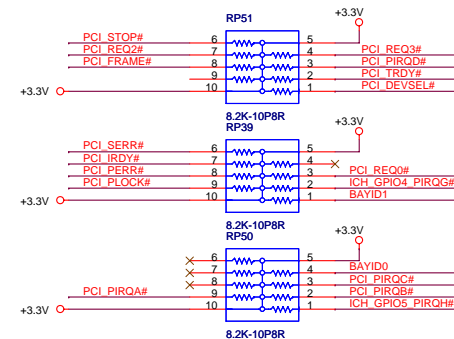 RP51
+3.3V
PCI_STOP# 6 5
PCI_REQ2# 7 4 PCI_REQ3#
PCI_FRAME# 8 3 PCI_PIRQD#
9 2 PCI_TRDY#
+3.3V 10 1 PCI_DEVSEL#
8.2K-10P8R
RP39
+3.3V
PCI_SERR# 6 5
PCI_IRDY# 7 4
PCI_PERR# 8 3 PCI_REQ0#
PCI_PLOCK# 9 2 ICH_GPIO4_PIRQG#
+3.3V 10 1 BAYID1
8.2K-10P8R
RP50
+3.3V
6 5
7 4 BAYID0
8 3 PCI_PIRQC#
PCI_PIRQA# 9 2 PCI_PIRQB#
+3.3V 10 1 ICH_GPIO5_PIRQH#
8.2K-10P8R